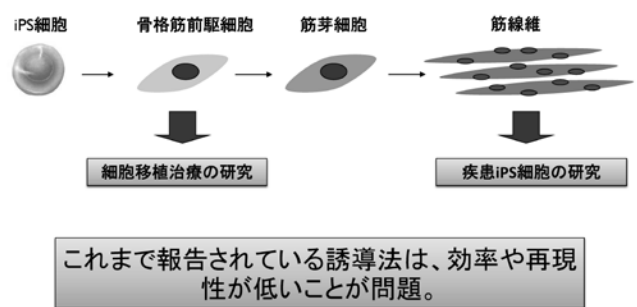 iPS細胞
骨格筋前駆細胞
筋芽細胞
筋線維
細胞移植治療の研究
疾患iPS細胞の研究
これまで報告されている誘導法は、効率や再現
性が低いことが問題。